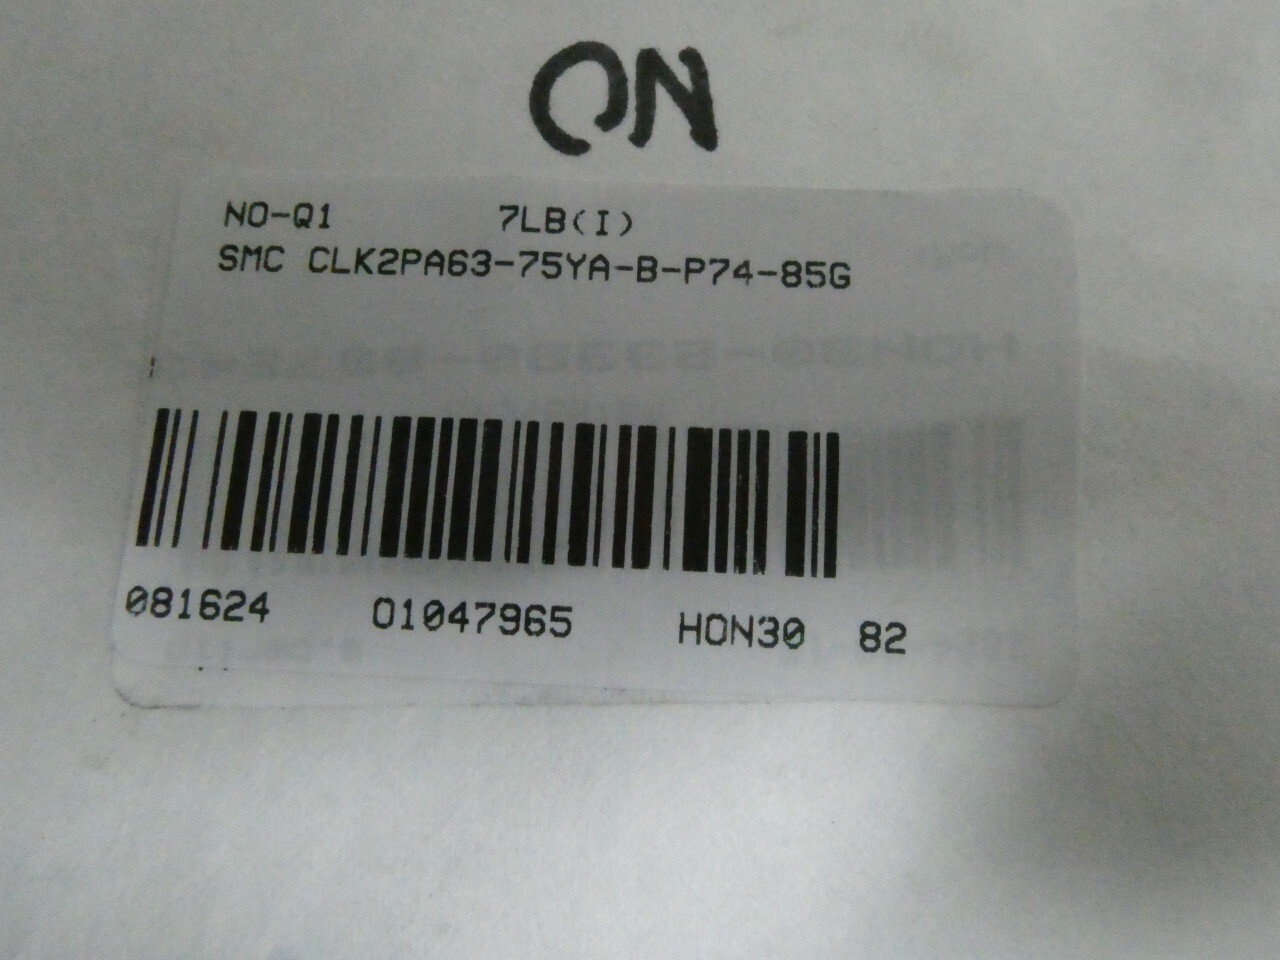 ON
NO-Q1 7LB(I)
SMC CLK2PA63-75YA-B-P74-85G
081624 01047965 HON30 82